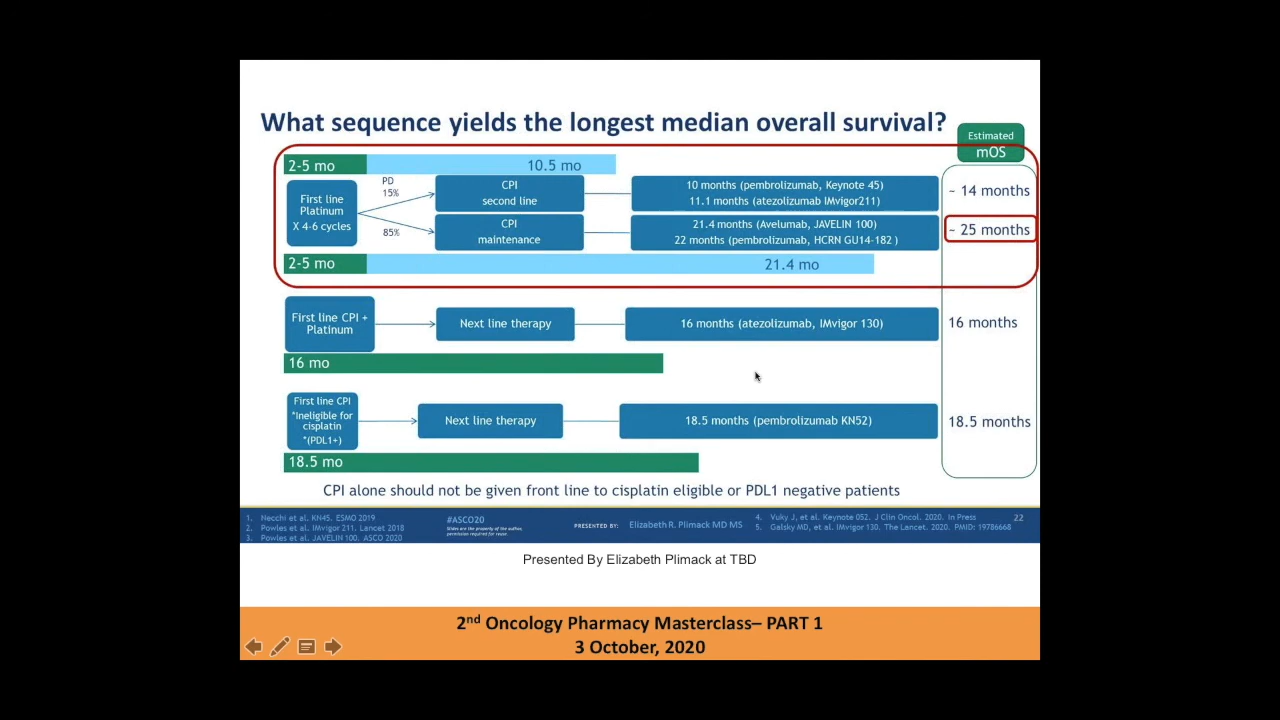 What sequence yields the longest median overall survival?
Estimated
mOS
2-5 mo
10.5 mo
First line
Platinum
X 4-6 cycles
PD
15%
85%
CPI
second line
10 months (pembrolizumab, Keynote 45)
11.1 months (atezolizumab IMvigor211)
~ 14 months
CPI
maintenance
21.4 months (Avelumab, JAVELIN 100)
22 months (pembrolizumab, HCRN GU14-182 )
~ 25 months
2-5 mo
21.4 mo
First line CPI +
Platinum
Next line therapy
16 months (atezolizumab, IMvigor 130)
16 months
16 mo
First line CPI
*Ineligible for
cisplatin
*(PDL1+)
Next line therapy
18.5 months (pembrolizumab KN52)
18.5 months
18.5 mo
CPI alone should not be given front line to cisplatin eligible or PDL1 negative patients
1. Necchi et al. KN45. ESMO 2019
2. Powles et al. IMvigor 211. Lancet 2018
3. Powles et al. JAVELIN 100. ASCO 2020
#ASCO20
Slides are the property of the author,
permission required for reuse.
PRESENTED BY: Elizabeth R. Plimack MD MS
4. Vuky J, et al. Keynote 052. J Clin Oncol. 2020. In Press
5. Galsky MD, et al. IMvigor 130. The Lancet. 2020. PMID: 19786668
22
Presented By Elizabeth Plimack at TBD
2nd Oncology Pharmacy Masterclass– PART 1
3 October, 2020